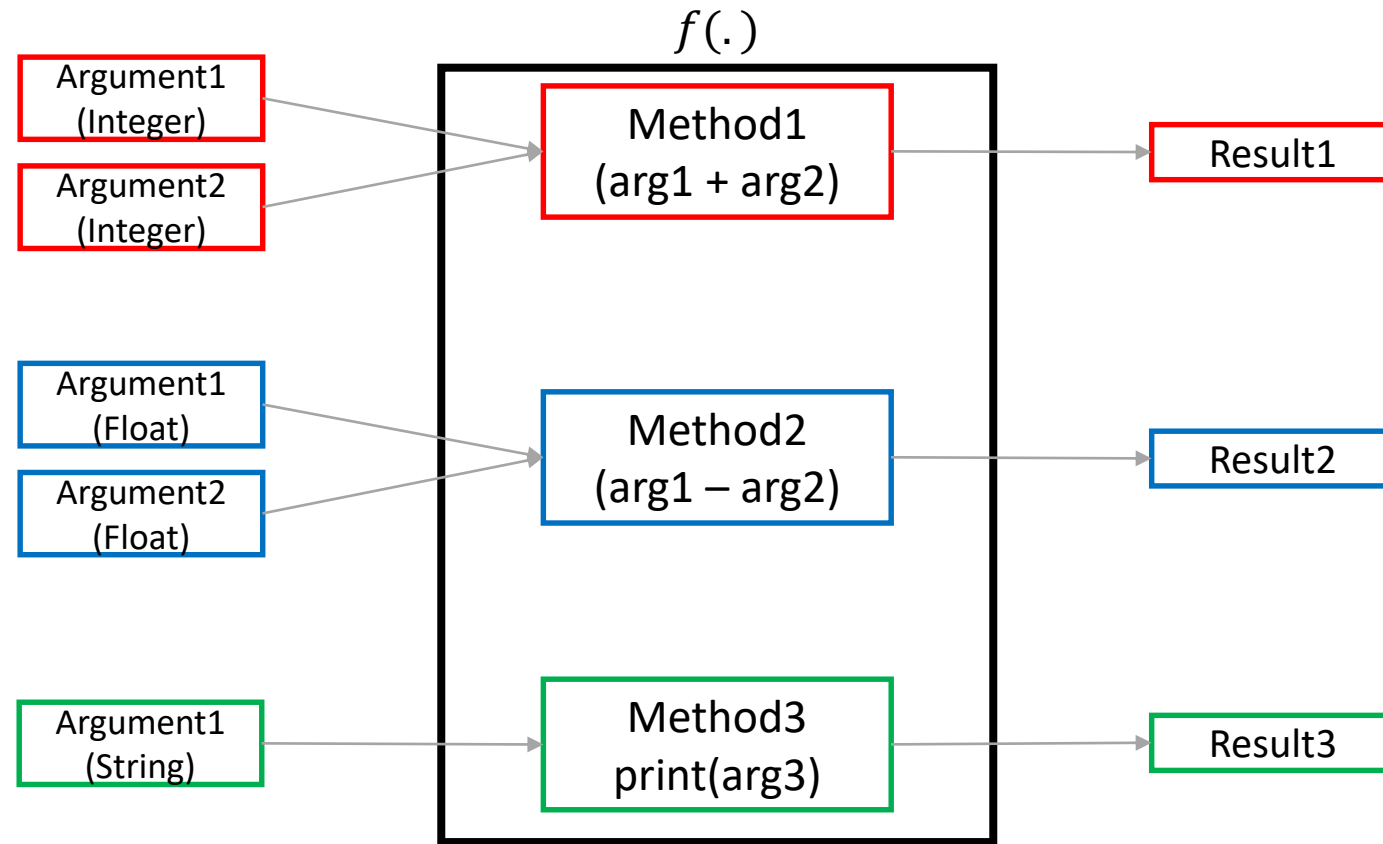 f(.)
Argument1
(Integer)
Argument2
(Integer)
Method1
(arg1 + arg2)
Result1
Argument1
(Float)
Argument2
(Float)
Method2
(arg1 – arg2)
Result2
Argument1
(String)
Method3
print(arg3)
Result3